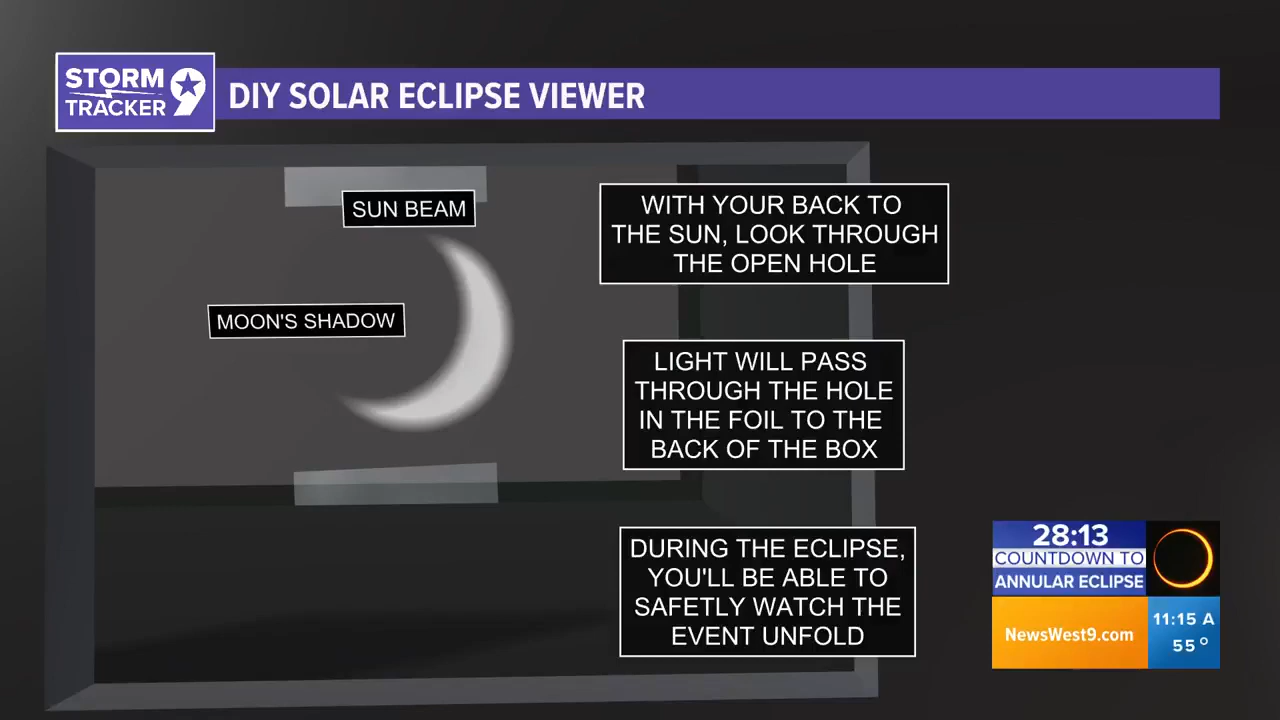 STORM
TRACKER 9
DIY SOLAR ECLIPSE VIEWER
SUN BEAM
MOON'S SHADOW
WITH YOUR BACK TO
THE SUN, LOOK THROUGH
THE OPEN HOLE
LIGHT WILL PASS
THROUGH THE HOLE
IN THE FOIL TO THE
BACK OF THE BOX
DURING THE ECLIPSE,
YOU'LL BE ABLE TO
SAFETLY WATCH THE
EVENT UNFOLD
28:13
COUNTDOWN TO
ANNULAR ECLIPSE
NewsWest9.com
11:15 A
55°